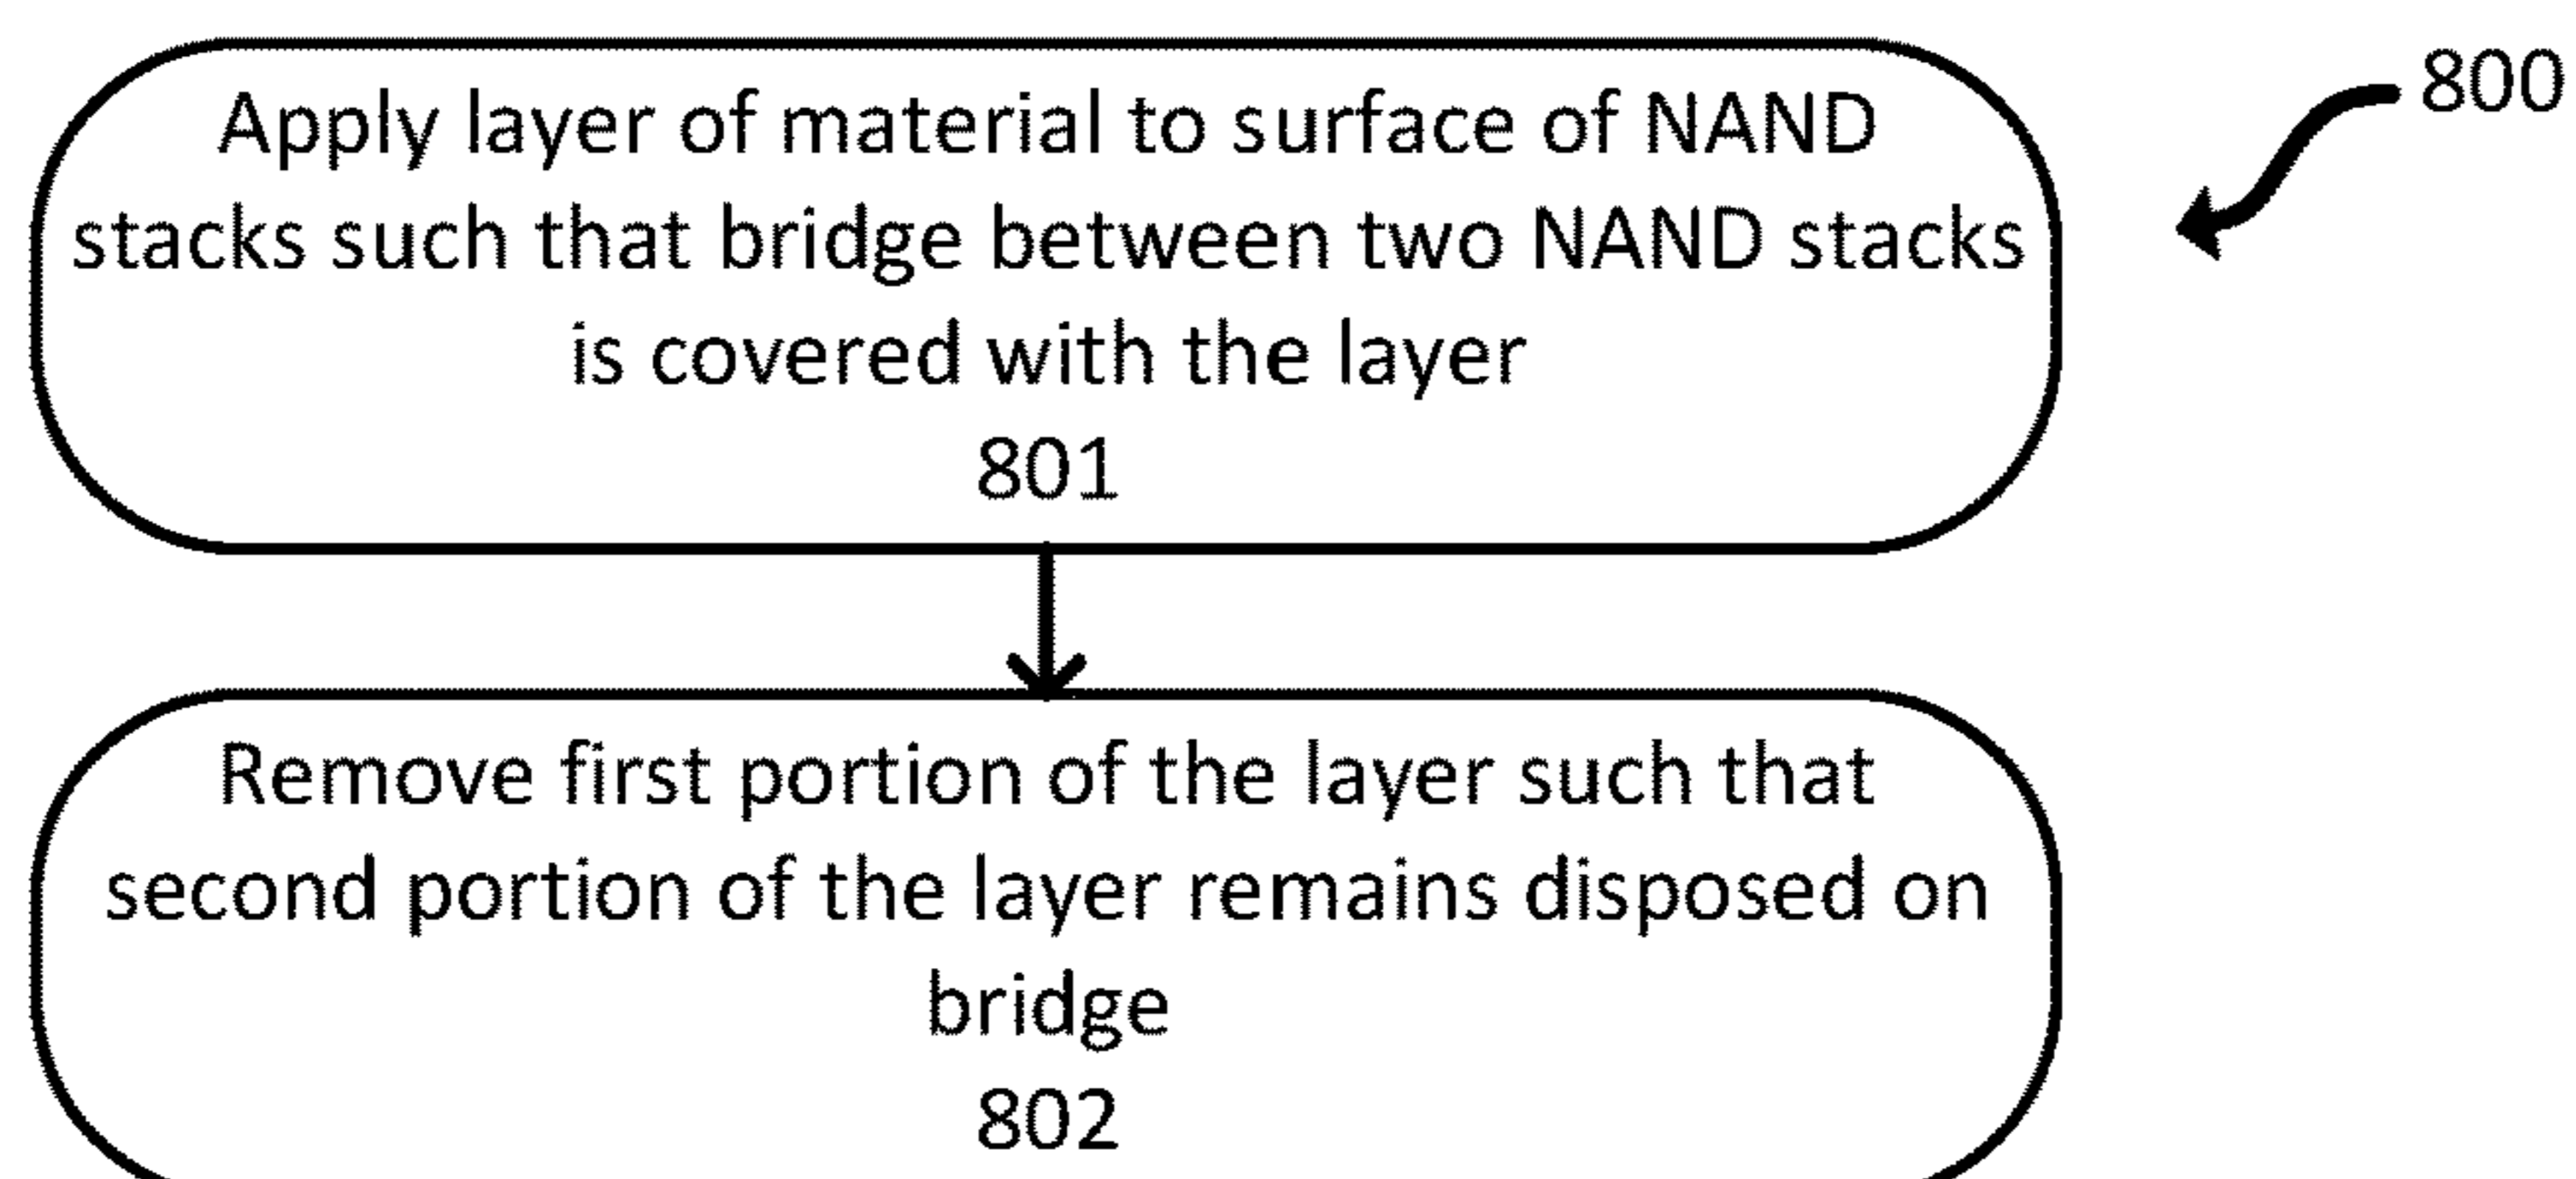 800
Apply layer of material to surface of NAND
stacks such that bridge between two NAND stacks
is covered with the layer
801
Remove first portion of the layer such that
second portion of the layer remains disposed on
bridge
802